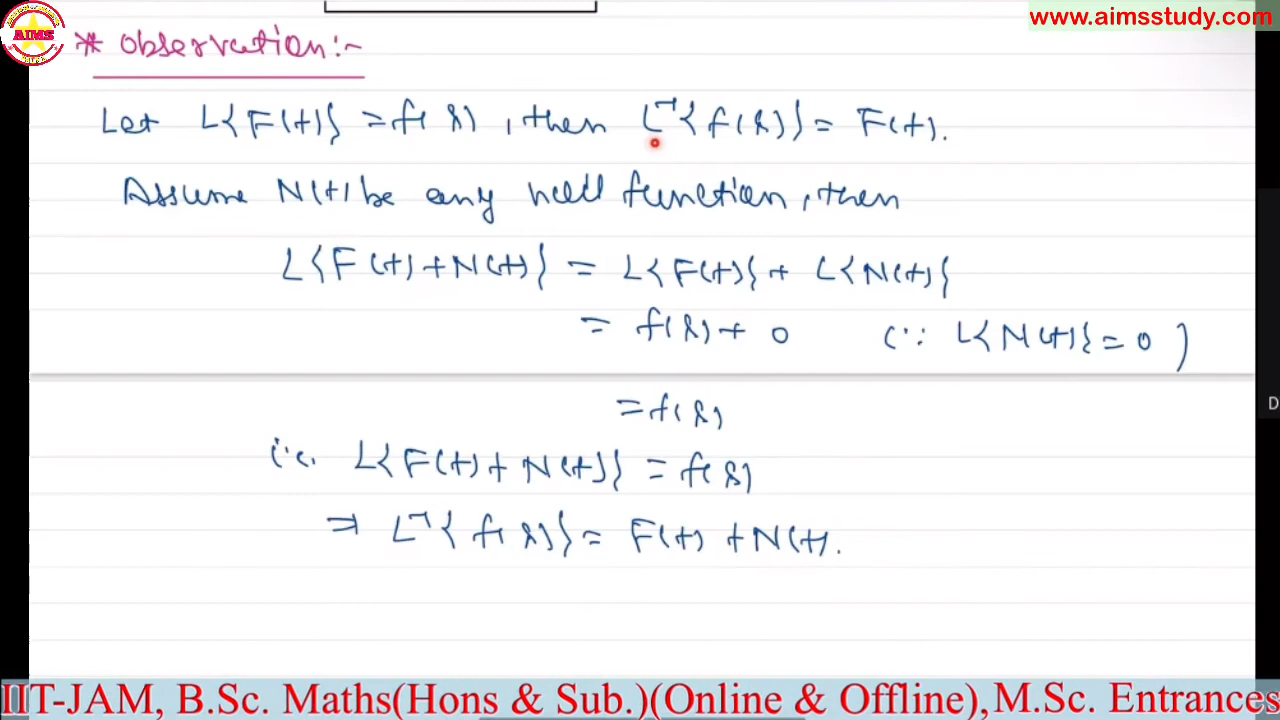 www.aimsstudy.com
AIMS
* Observation:-
Let L{F(t)} = f(s), then L⁻¹{f(s)} = F(t).
Assume N(t) be any null function, then
L{F(t)+N(t)} = L{F(t)} + L{N(t)}
= f(s) + 0 (∵ L{N(t)} = 0)
= f(s)
i.e. L{F(t) + N(t)} = f(s)
⇒ L⁻¹{f(s)} = F(t) + N(t).
D
IIT-JAM, B.Sc. Maths(Hons & Sub.)(Online & Offline),M.Sc. Entrances